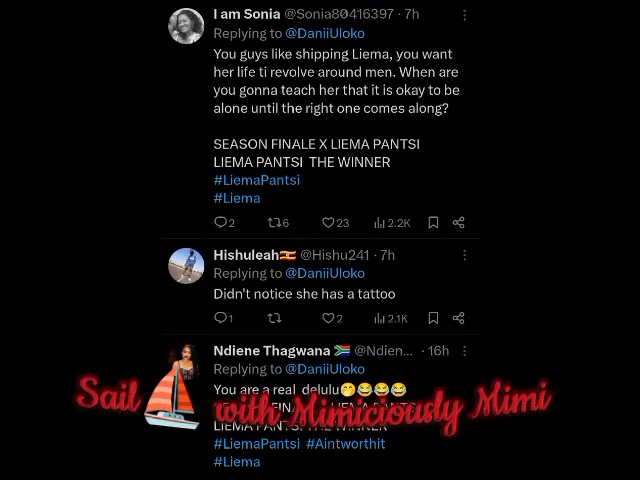 I am Sonia @Sonia80416397 · 7h
Replying to @DaniiUloko
You guys like shipping Liema, you want
her life ti revolve around men. When are
you gonna teach her that it is okay to be
alone until the right one comes along?
SEASON FINALE X LIEMA PANTSI
LIEMA PANTSI THE WINNER
#LiemaPantsi
#Liema
2 6 23 2.2K
Hishuleah @Hishu241 · 7h
Replying to @DaniiUloko
Didn't notice she has a tattoo
1 2 2.1K
Ndiene Thagwana @Ndien... · 16h
Replying to @DaniiUloko
You are a real delulu
Sail with Mimiciously Mimi
LIEMA PANTSI THE WINNER
#LiemaPantsi #Aintworthit
#Liema